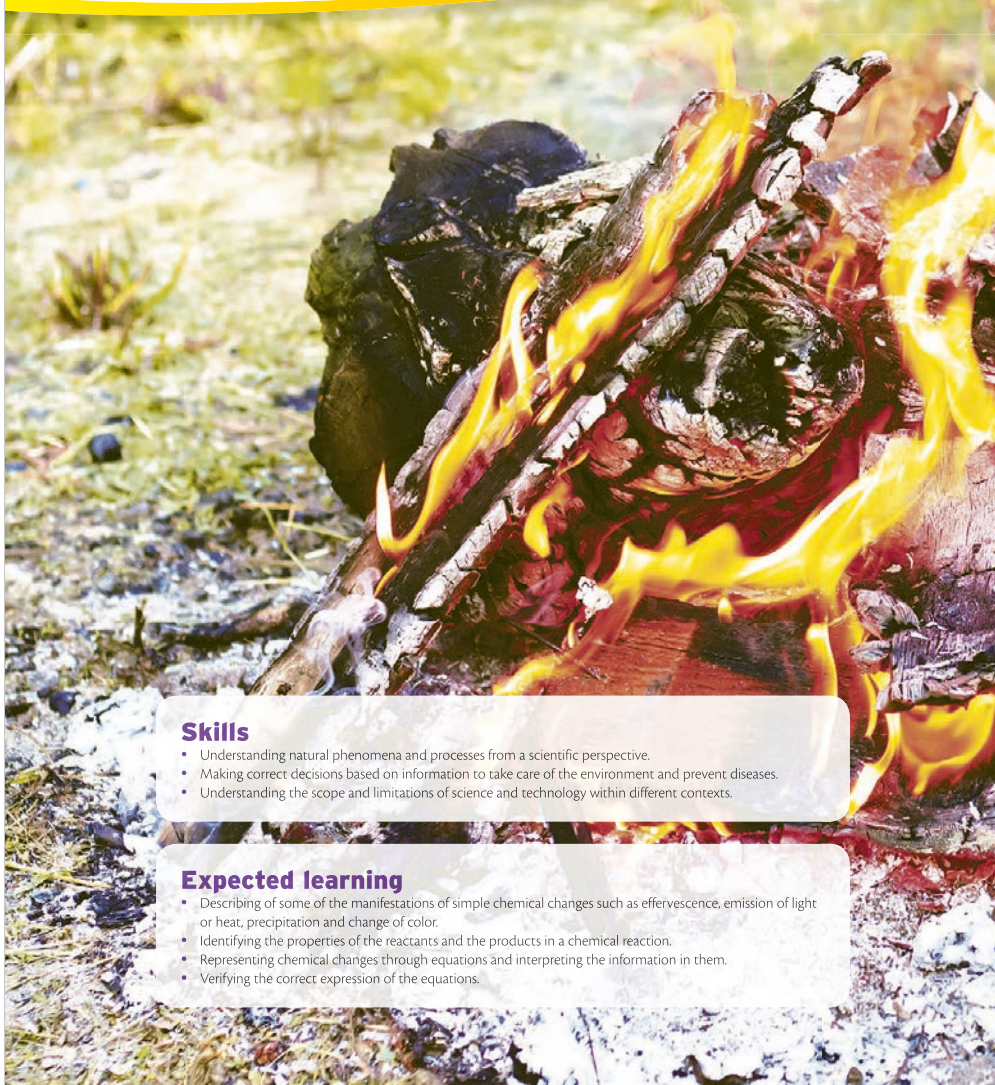 Skills
• Understanding natural phenomena and processes from a scientific perspective.
• Making correct decisions based on information to take care of the environment and prevent diseases.
• Understanding the scope and limitations of science and technology within different contexts.
Expected learning
• Describing of some of the manifestations of simple chemical changes such as effervescence, emission of light
or heat, precipitation and change of color.
• Identifying the properties of the reactants and the products in a chemical reaction.
• Representing chemical changes through equations and interpreting the information in them.
• Verifying the correct expression of the equations.